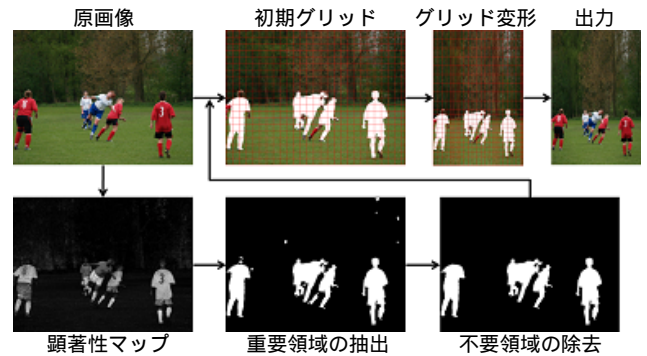 原画像
初期グリッド
グリッド変形
出力
顕著性マップ
重要領域の抽出
不要領域の除去